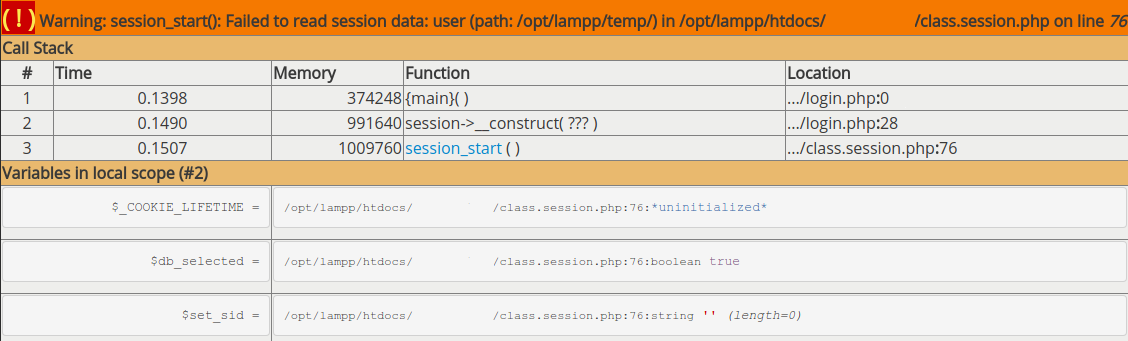 ( ! ) Warning: session_start(): Failed to read session data: user (path: /opt/lampp/temp/) in /opt/lampp/htdocs/ /class.session.php on line 76
Call Stack
# Time Memory Function Location
1 0.1398 374248 {main}( ) .../login.php:0
2 0.1490 991640 session->__construct( ??? ) .../login.php:28
3 0.1507 1009760 session_start ( ) .../class.session.php:76
Variables in local scope (#2)
$_COOKIE_LIFETIME = /opt/lampp/htdocs/ /class.session.php:76:*uninitialized*
$db_selected = /opt/lampp/htdocs/ /class.session.php:76:boolean true
$set_sid = /opt/lampp/htdocs/ /class.session.php:76:string '' (length=0)